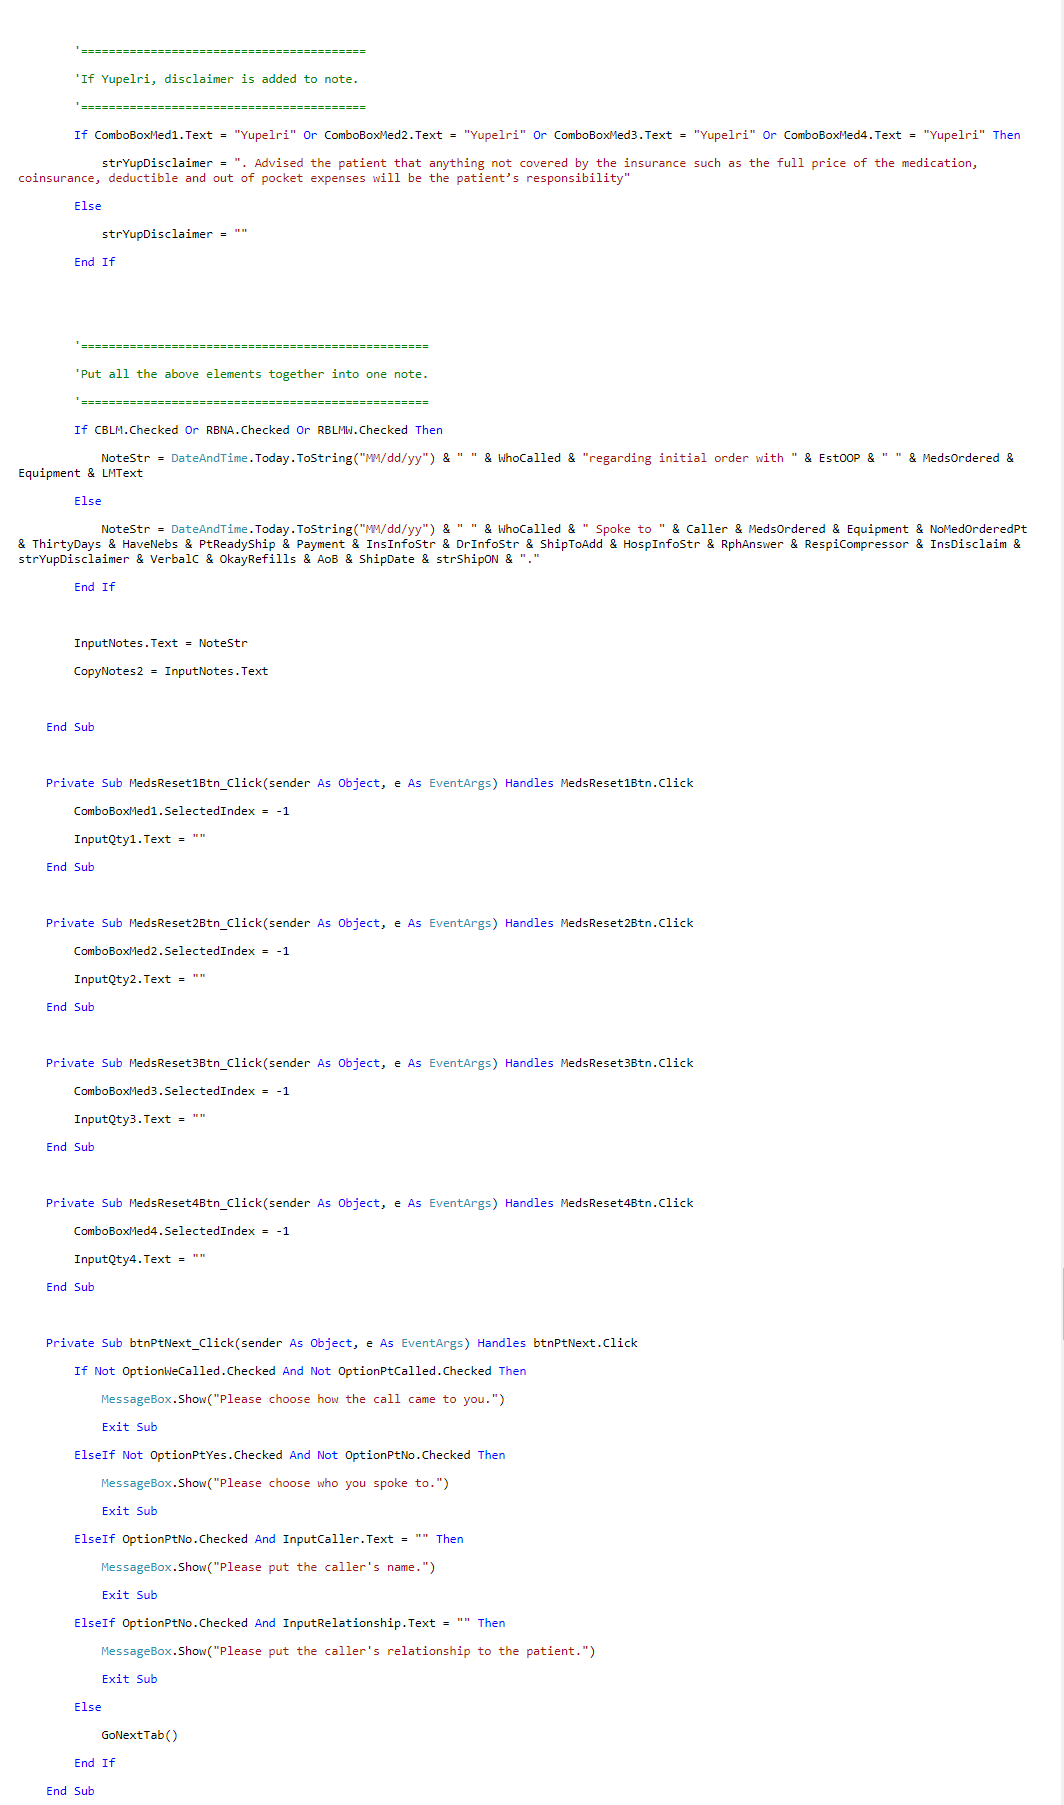 '=========================================
'If Yupelri, disclaimer is added to note.
'=========================================
If ComboBoxMed1.Text = "Yupelri" Or ComboBoxMed2.Text = "Yupelri" Or ComboBoxMed3.Text = "Yupelri" Or ComboBoxMed4.Text = "Yupelri" Then
strYupDisclaimer = ". Advised the patient that anything not covered by the insurance such as the full price of the medication,
coinsurance, deductible and out of pocket expenses will be the patient’s responsibility"
Else
strYupDisclaimer = ""
End If
'==================================================
'Put all the above elements together into one note.
'==================================================
If CBLM.Checked Or RBNA.Checked Or RBLMW.Checked Then
NoteStr = DateAndTime.Today.ToString("MM/dd/yy") & " " & WhoCalled & "regarding initial order with " & EstOOP & " " & MedsOrdered &
Equipment & LMText
Else
NoteStr = DateAndTime.Today.ToString("MM/dd/yy") & " " & WhoCalled & " Spoke to " & Caller & MedsOrdered & Equipment & NoMedOrderedPt
& ThirtyDays & HaveNebs & PtReadyShip & Payment & InsInfoStr & DrInfoStr & ShipToAdd & HospInfoStr & RphAnswer & RespiCompressor & InsDisclaim &
strYupDisclaimer & VerbalC & OkayRefills & AoB & ShipDate & strShipON & "."
End If
InputNotes.Text = NoteStr
CopyNotes2 = InputNotes.Text
End Sub
Private Sub MedsReset1Btn_Click(sender As Object, e As EventArgs) Handles MedsReset1Btn.Click
ComboBoxMed1.SelectedIndex = -1
InputQty1.Text = ""
End Sub
Private Sub MedsReset2Btn_Click(sender As Object, e As EventArgs) Handles MedsReset2Btn.Click
ComboBoxMed2.SelectedIndex = -1
InputQty2.Text = ""
End Sub
Private Sub MedsReset3Btn_Click(sender As Object, e As EventArgs) Handles MedsReset3Btn.Click
ComboBoxMed3.SelectedIndex = -1
InputQty3.Text = ""
End Sub
Private Sub MedsReset4Btn_Click(sender As Object, e As EventArgs) Handles MedsReset4Btn.Click
ComboBoxMed4.SelectedIndex = -1
InputQty4.Text = ""
End Sub
Private Sub btnPtNext_Click(sender As Object, e As EventArgs) Handles btnPtNext.Click
If Not OptionWeCalled.Checked And Not OptionPtCalled.Checked Then
MessageBox.Show("Please choose how the call came to you.")
Exit Sub
ElseIf Not OptionPtYes.Checked And Not OptionPtNo.Checked Then
MessageBox.Show("Please choose who you spoke to.")
Exit Sub
ElseIf OptionPtNo.Checked And InputCaller.Text = "" Then
MessageBox.Show("Please put the caller's name.")
Exit Sub
ElseIf OptionPtNo.Checked And InputRelationship.Text = "" Then
MessageBox.Show("Please put the caller's relationship to the patient.")
Exit Sub
Else
GoNextTab()
End If
End Sub